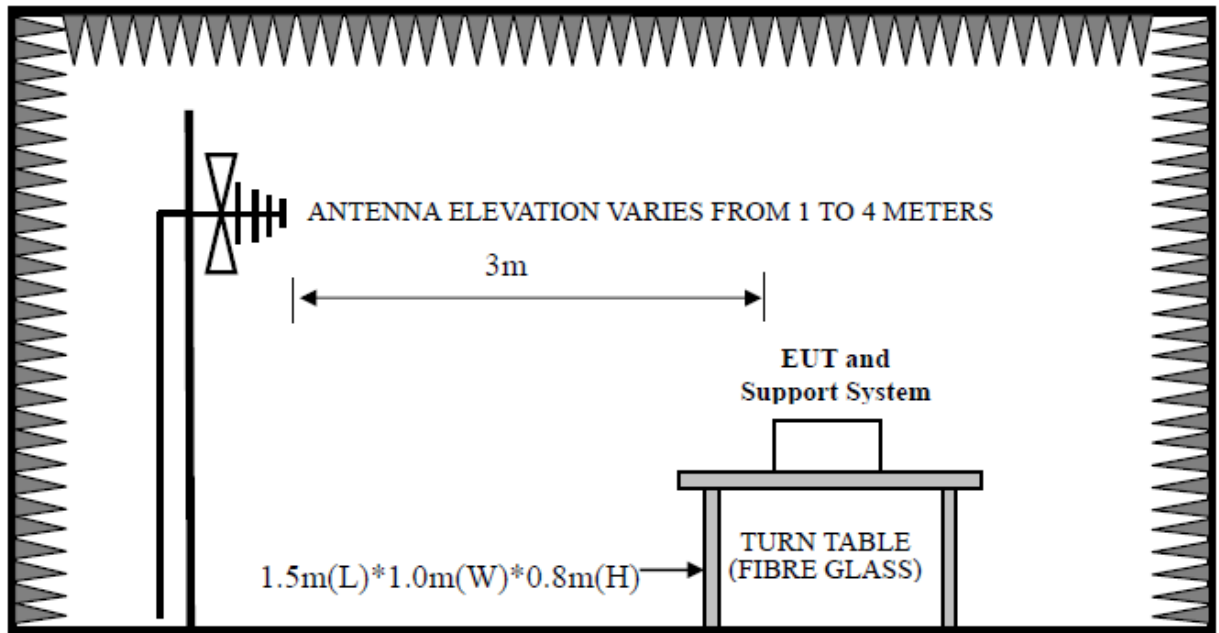 ANTENNA ELEVATION VARIES FROM 1 TO 4 METERS
3m
EUT and
Support System
TURN TABLE
(FIBRE GLASS)
1.5m(L)*1.0m(W)*0.8m(H)